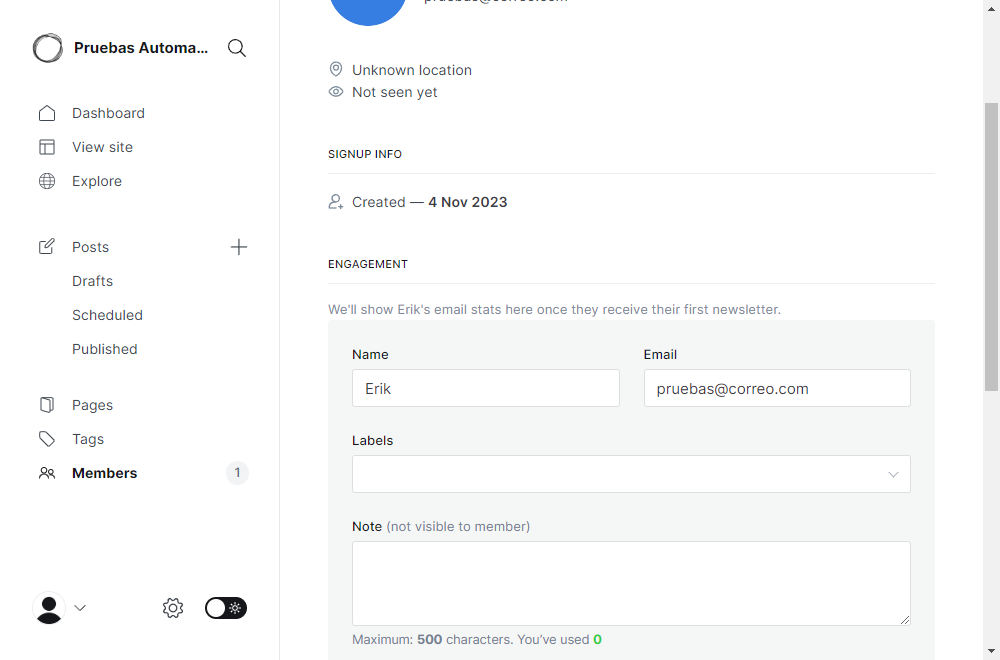 Pruebas Automa...
Dashboard
View site
Explore
Posts
Drafts
Scheduled
Published
Pages
Tags
Members 1
pruebas@correo.com
Unknown location
Not seen yet
SIGNUP INFO
Created — 4 Nov 2023
ENGAGEMENT
We'll show Erik's email stats here once they receive their first newsletter.
Name
Erik
Email
pruebas@correo.com
Labels
Note (not visible to member)
Maximum: 500 characters. You've used 0